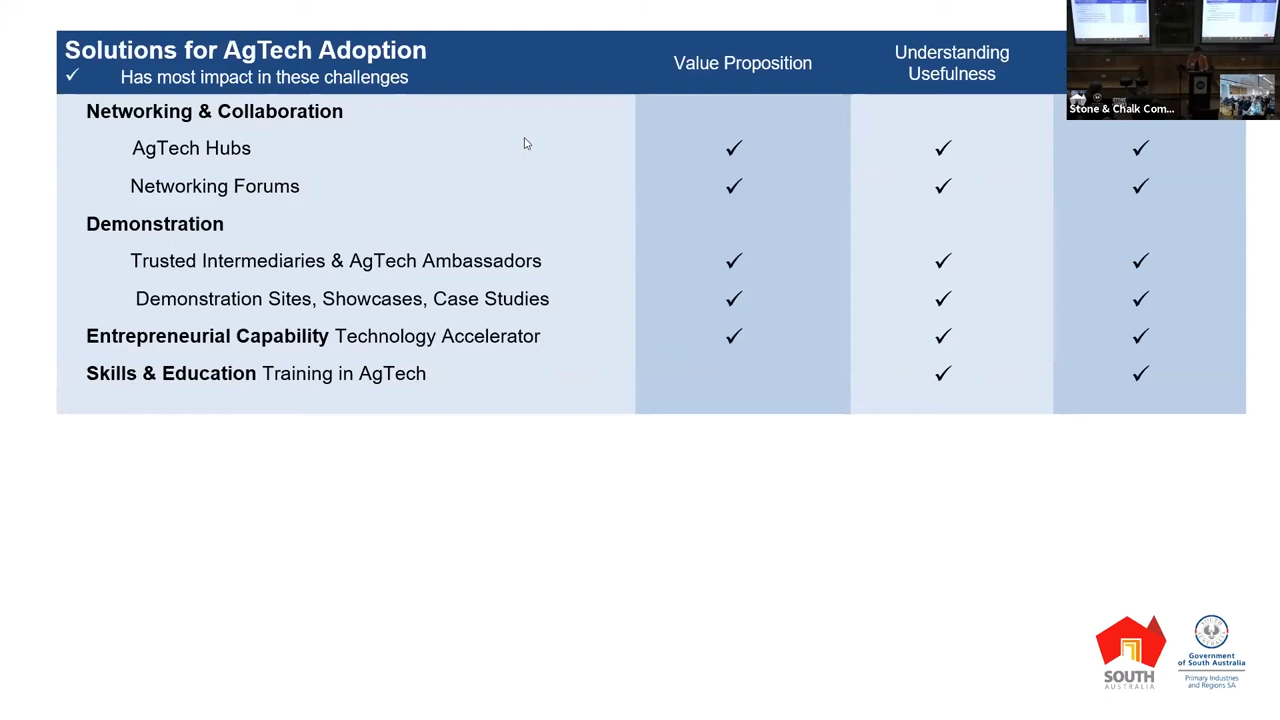 Solutions for AgTech Adoption
✓ Has most impact in these challenges
Value Proposition
Understanding
Usefulness
Stone & Chalk Com...
Networking & Collaboration
AgTech Hubs ✓ ✓ ✓
Networking Forums ✓ ✓ ✓
Demonstration
Trusted Intermediaries & AgTech Ambassadors ✓ ✓ ✓
Demonstration Sites, Showcases, Case Studies ✓ ✓ ✓
Entrepreneurial Capability Technology Accelerator ✓ ✓ ✓
Skills & Education Training in AgTech ✓ ✓
SOUTH
AUSTRALIA
SOUTH
AUSTRALIA
Government
of South Australia
Primary Industries
and Regions SA